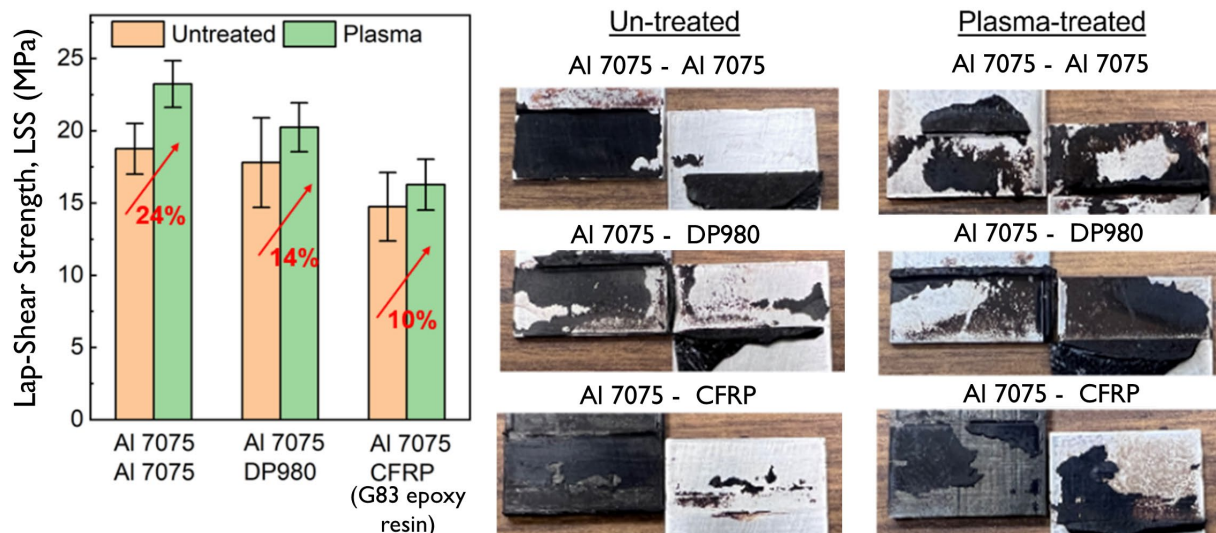 Lap-Shear Strength, LSS (MPa)
25
20
15
10
5
0
Untreated
Plasma
24%
14%
10%
Al 7075
Al 7075
Al 7075
DP980
Al 7075
CFRP
(G83 epoxy
resin)
Un-treated
Al 7075 - Al 7075
Al 7075 - DP980
Al 7075 - CFRP
Plasma-treated
Al 7075 - Al 7075
Al 7075 - DP980
Al 7075 - CFRP